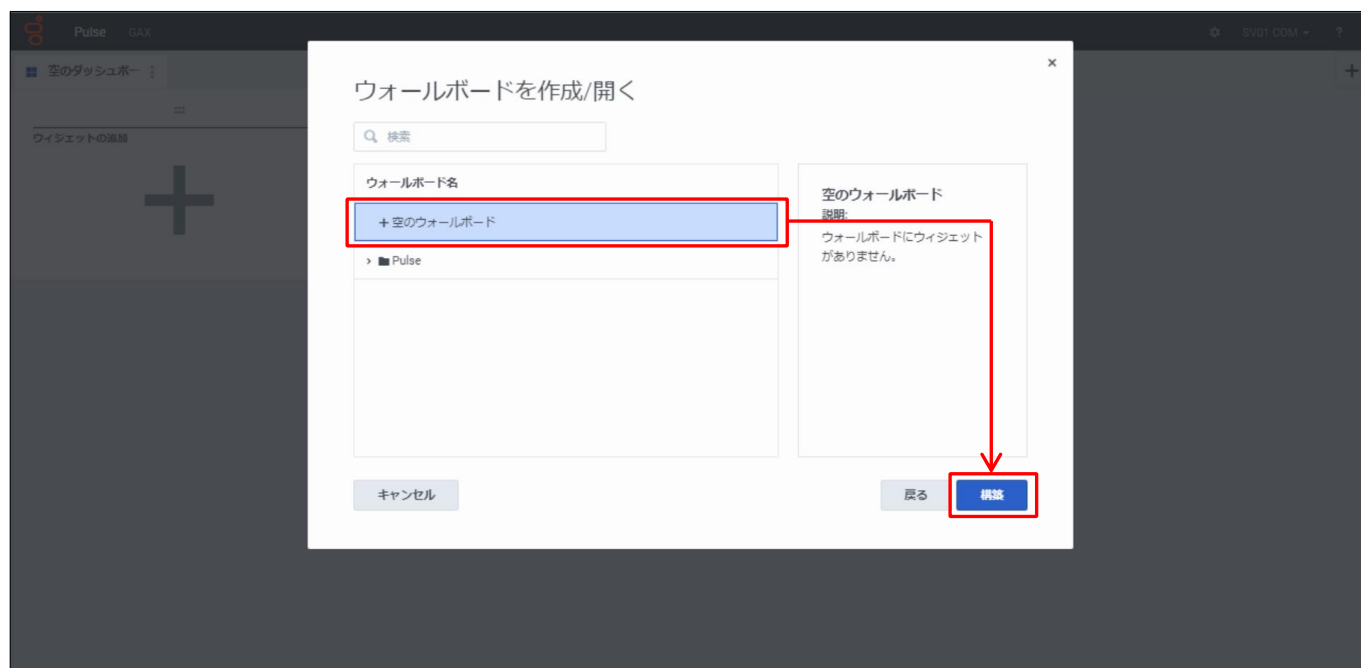 Pulse GAX
SV01 COM ?
空のダッシュボー
ウィジェットの追加
ウォールボードを作成/開く
×
検索
ウォールボード名
+ 空のウォールボード
> Pulse
空のウォールボード
説明:
ウォールボードにウィジェット
がありません。
キャンセル
戻る
構築